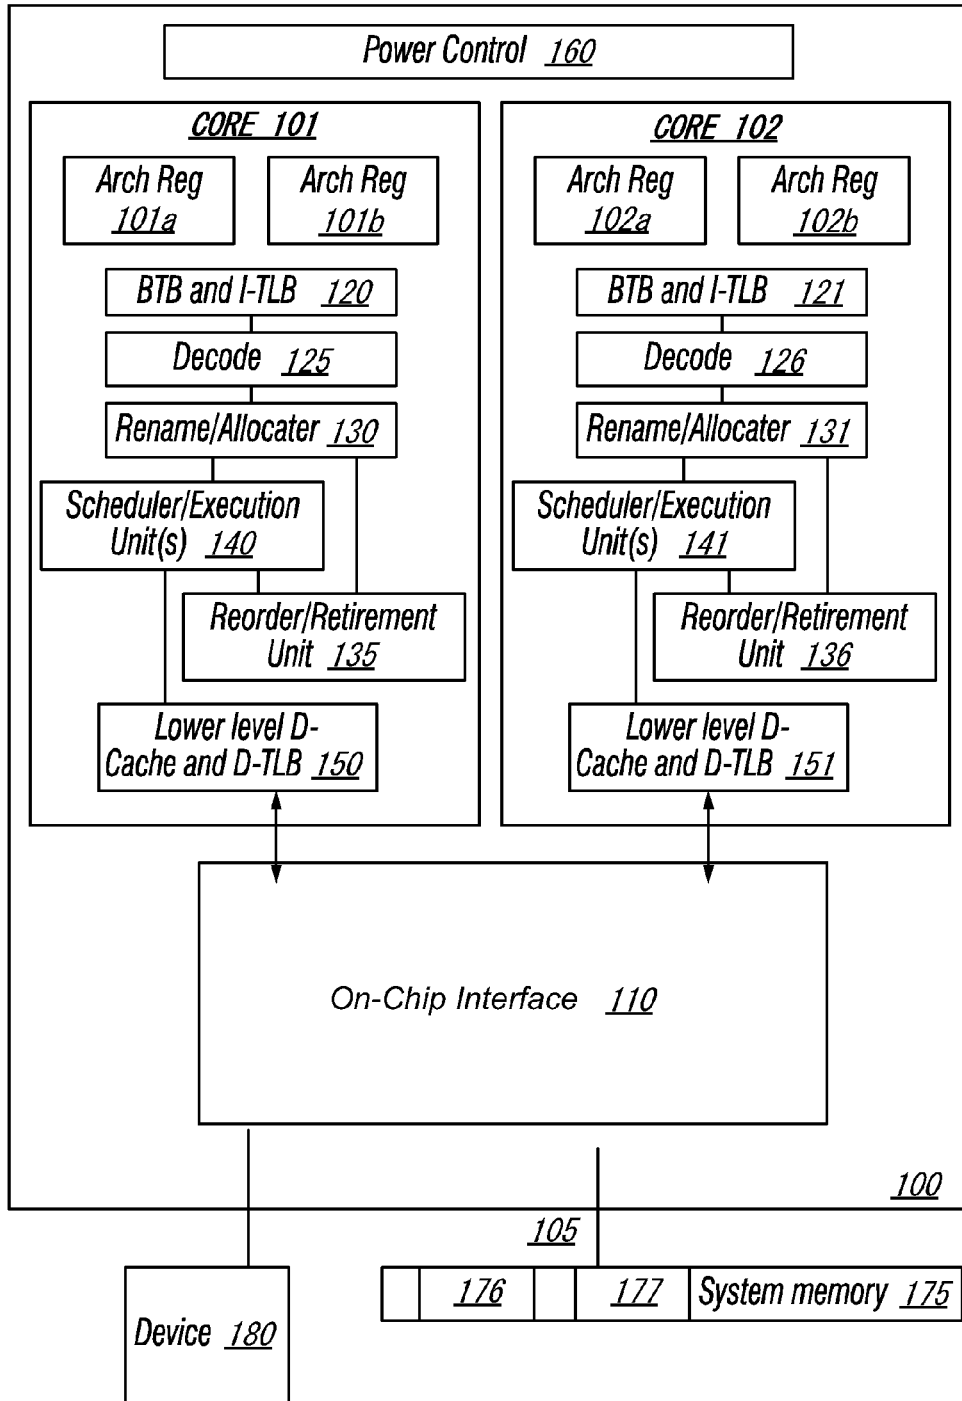 Power Control 160
CORE 101
Arch Reg
101a
Arch Reg
101b
BTB and I-TLB 120
Decode 125
Rename/Allocater 130
Scheduler/Execution
Unit(s) 140
Reorder/Retirement
Unit 135
Lower level D-
Cache and D-TLB 150
CORE 102
Arch Reg
102a
Arch Reg
102b
BTB and I-TLB 121
Decode 126
Rename/Allocater 131
Scheduler/Execution
Unit(s) 141
Reorder/Retirement
Unit 136
Lower level D-
Cache and D-TLB 151
On-Chip Interface 110
100
105
176 177 System memory 175
Device 180